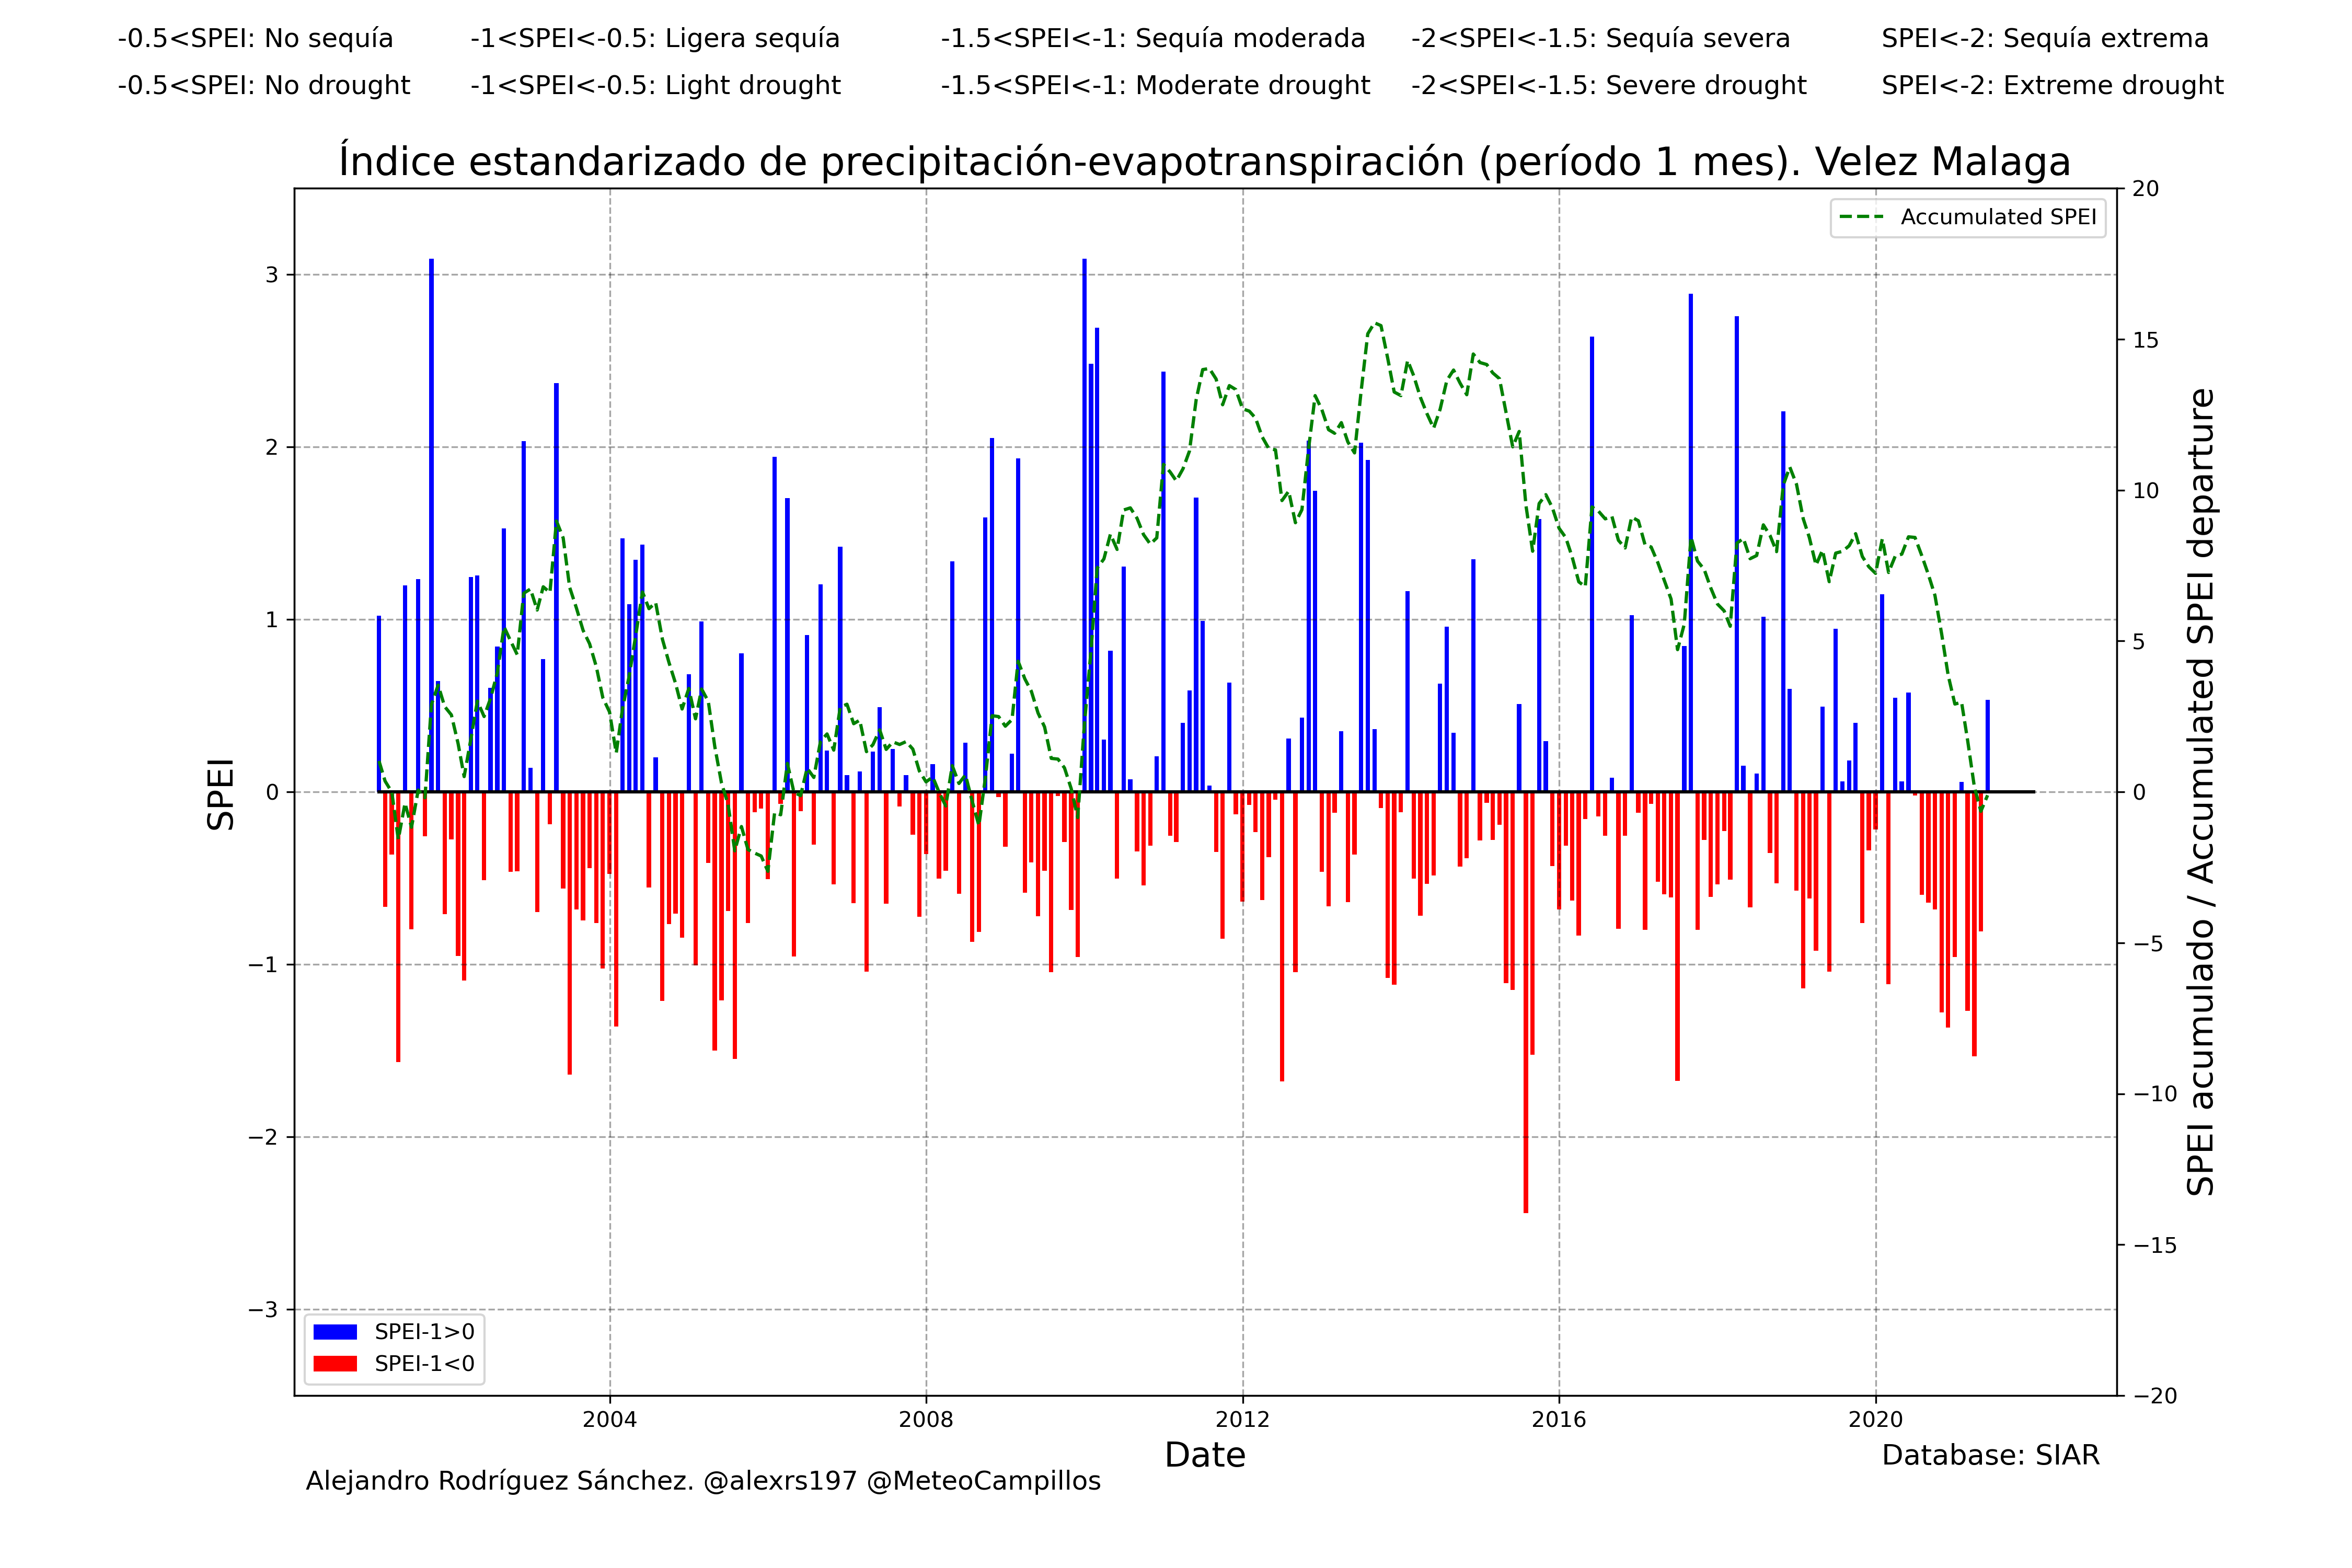 -0.5<SPEI: No sequía -1<SPEI<-0.5: Ligera sequía -1.5<SPEI<-1: Sequía moderada -2<SPEI<-1.5: Sequía severa SPEI<-2: Sequía extrema
-0.5<SPEI: No drought -1<SPEI<-0.5: Light drought -1.5<SPEI<-1: Moderate drought -2<SPEI<-1.5: Severe drought SPEI<-2: Extreme drought
Índice estandarizado de precipitación-evapotranspiración (período 1 mes). Velez Malaga
Accumulated SPEI
SPEI
3
2
1
0
−1
−2
−3
20
15
10
5
0
−5
−10
−15
−20
SPEI acumulado / Accumulated SPEI departure
SPEI-1>0
SPEI-1<0
2004 2008 2012 2016 2020
Date
Database: SIAR
Alejandro Rodríguez Sánchez. @alexrs197 @MeteoCampillos